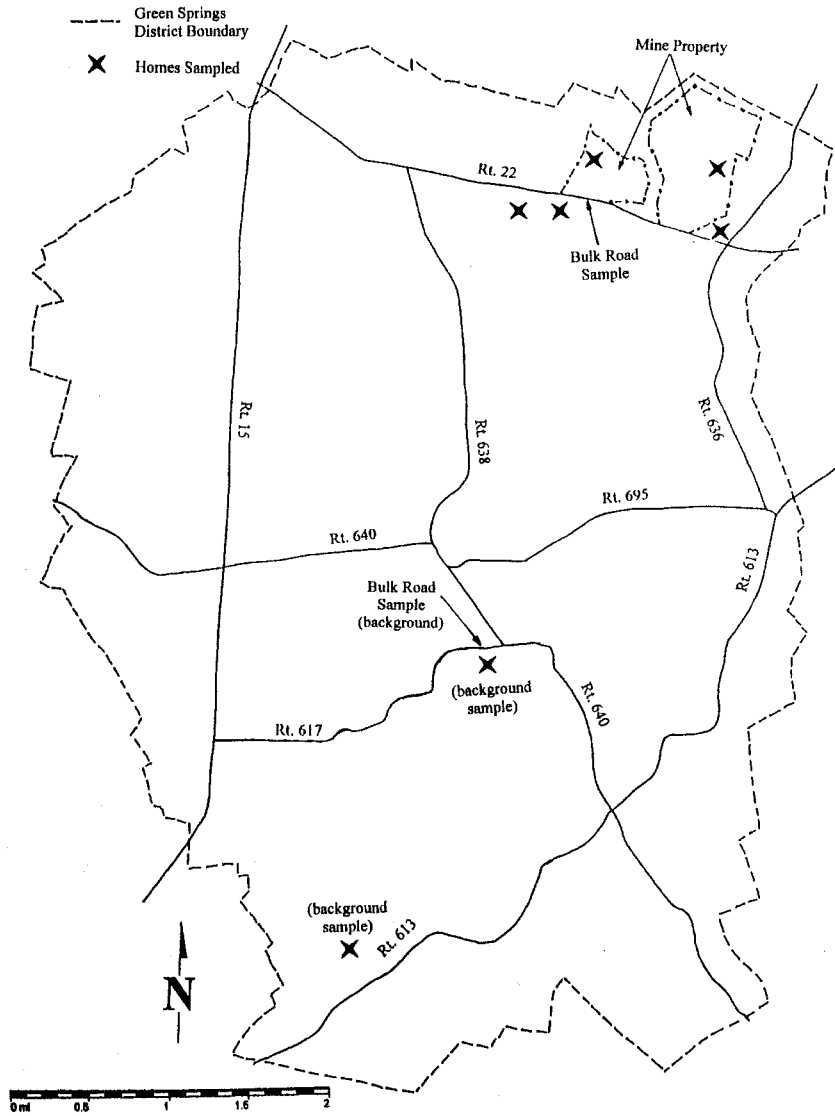 Green Springs
District Boundary
Homes Sampled
Mine Property
Rt. 22
Bulk Road
Sample
Rt. 15
Rt. 638
Rt. 636
Rt. 695
Rt. 640
Rt. 613
Bulk Road
Sample
(background)
(background
sample)
Rt. 640
Rt. 617
(background
sample)
Rt. 613
N
0 mi 0.5 1 1.6 2